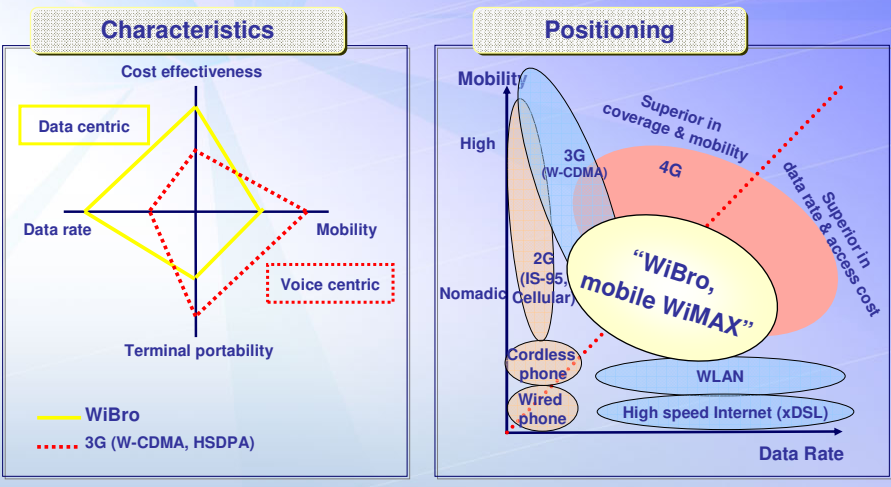 Characteristics
Cost effectiveness
Data centric
Data rate
Mobility
Voice centric
Terminal portability
WiBro
3G (W-CDMA, HSDPA)
Positioning
Mobility
High
Nomadic
Superior in
coverage & mobility
3G
(W-CDMA)
4G
Superior in
data rate & access cost
2G
(IS-95,
Cellular)
“WiBro,
mobile WiMAX”
Cordless
phone
WLAN
Wired
phone
High speed Internet (xDSL)
Data Rate